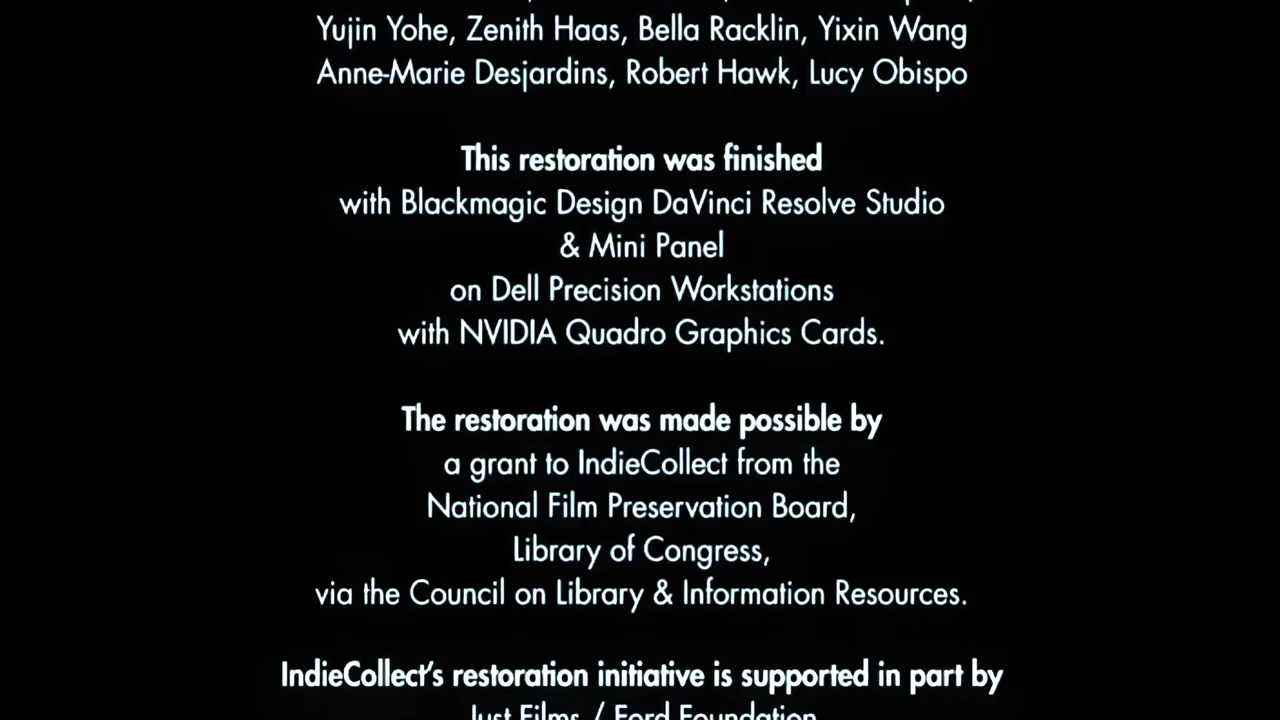 Yujin Yohe, Zenith Haas, Bella Racklin, Yixin Wang
Anne-Marie Desjardins, Robert Hawk, Lucy Obispo
This restoration was finished
with Blackmagic Design DaVinci Resolve Studio
& Mini Panel
on Dell Precision Workstations
with NVIDIA Quadro Graphics Cards.
The restoration was made possible by
a grant to IndieCollect from the
National Film Preservation Board,
Library of Congress,
via the Council on Library & Information Resources.
IndieCollect's restoration initiative is supported in part by
Just Films / Ford Foundation